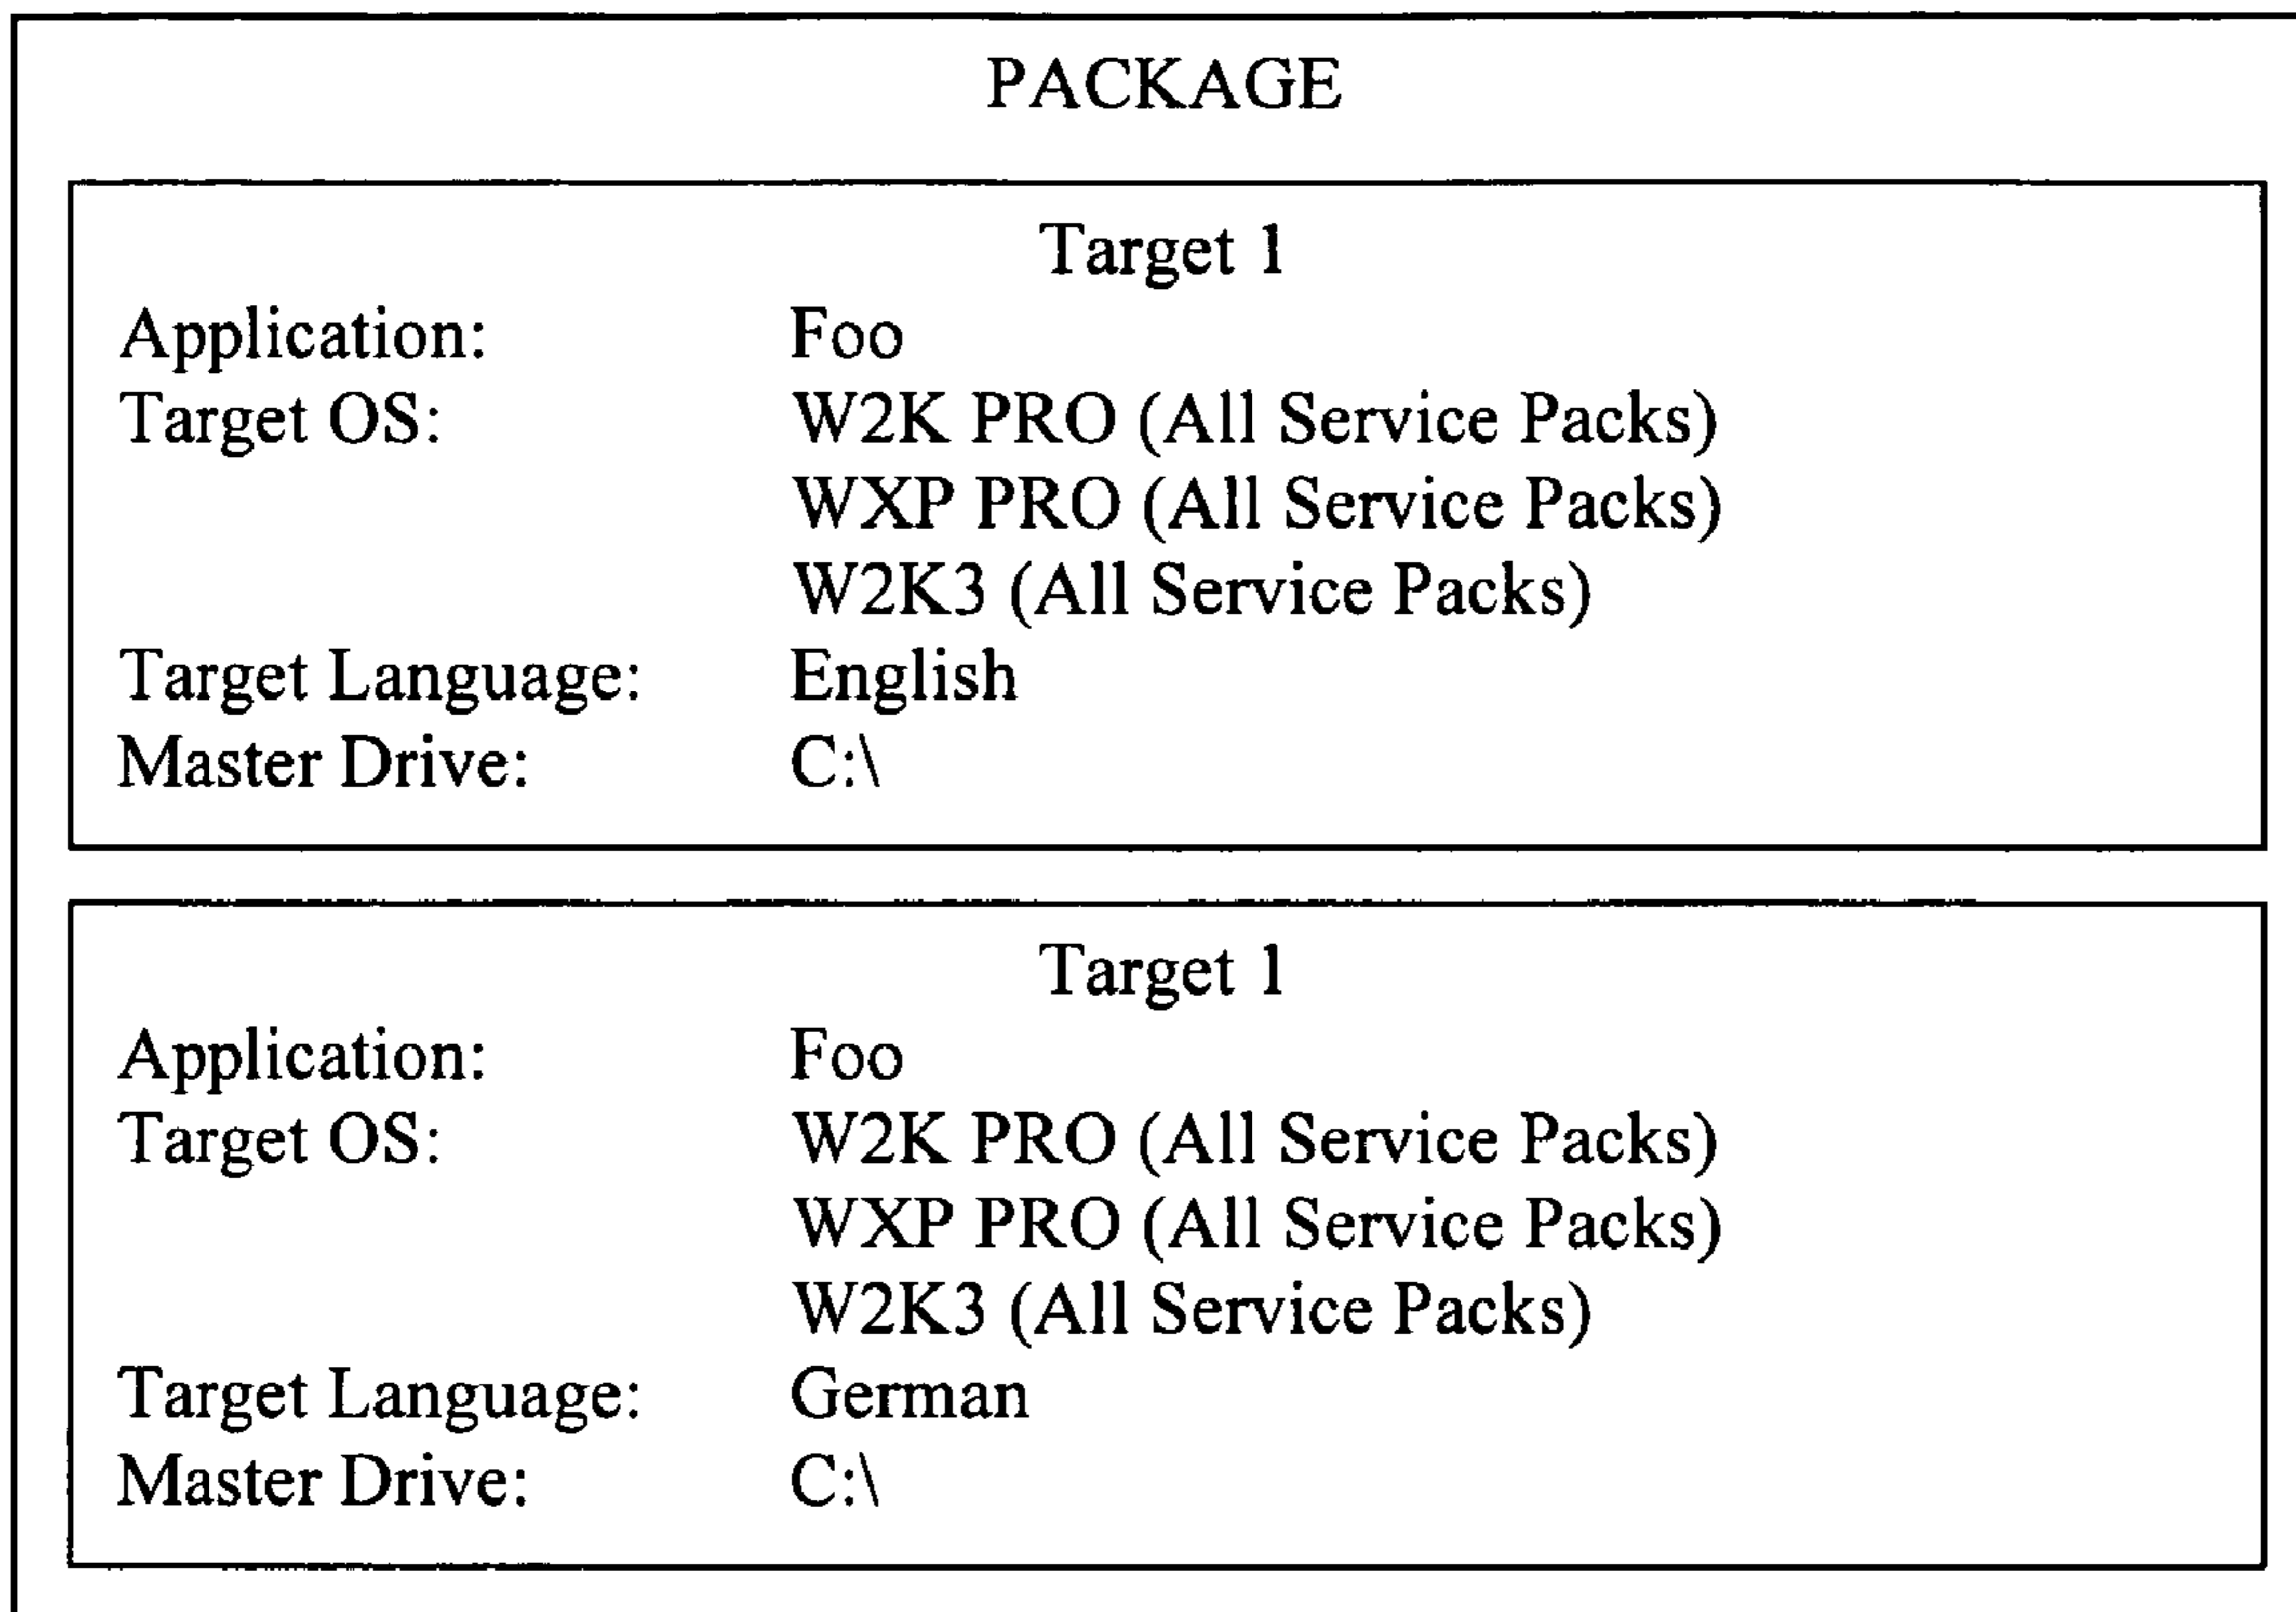 PACKAGE
Target 1
Application: Foo
Target OS: W2K PRO (All Service Packs)
WXP PRO (All Service Packs)
W2K3 (All Service Packs)
Target Language: English
Master Drive: C:\
Target 1
Application: Foo
Target OS: W2K PRO (All Service Packs)
WXP PRO (All Service Packs)
W2K3 (All Service Packs)
Target Language: German
Master Drive: C:\